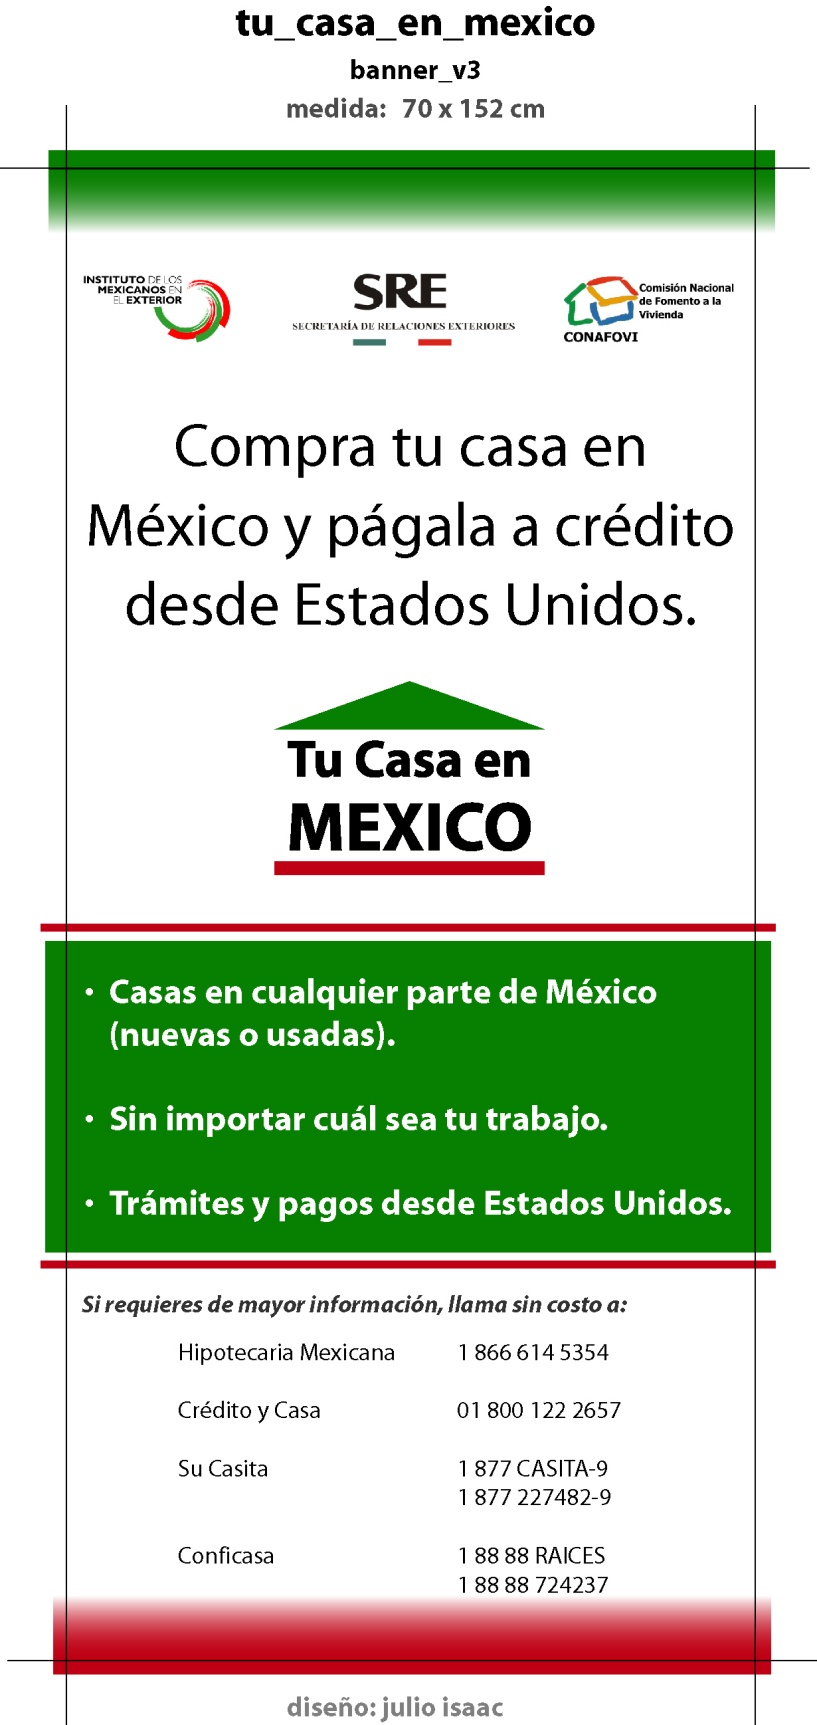 tu_casa_en_mexico
banner_v3
medida: 70 x 152 cm
INSTITUTO DE LOS
MEXICANOS EN
EL EXTERIOR
SRE
SECRETARÍA DE RELACIONES EXTERIORES
Comisión Nacional
de Fomento a la
Vivienda
CONAFOVI
Compra tu casa en
México y págala a crédito
desde Estados Unidos.
Tu Casa en
MEXICO
• Casas en cualquier parte de México
(nuevas o usadas).
• Sin importar cuál sea tu trabajo.
• Trámites y pagos desde Estados Unidos.
Si requieres de mayor información, llama sin costo a:
Hipotecaria Mexicana 1 866 614 5354
Crédito y Casa 01 800 122 2657
Su Casita 1 877 CASITA-9
1 877 227482-9
Conficasa 1 88 88 RAICES
1 88 88 724237
diseño: julio isaac